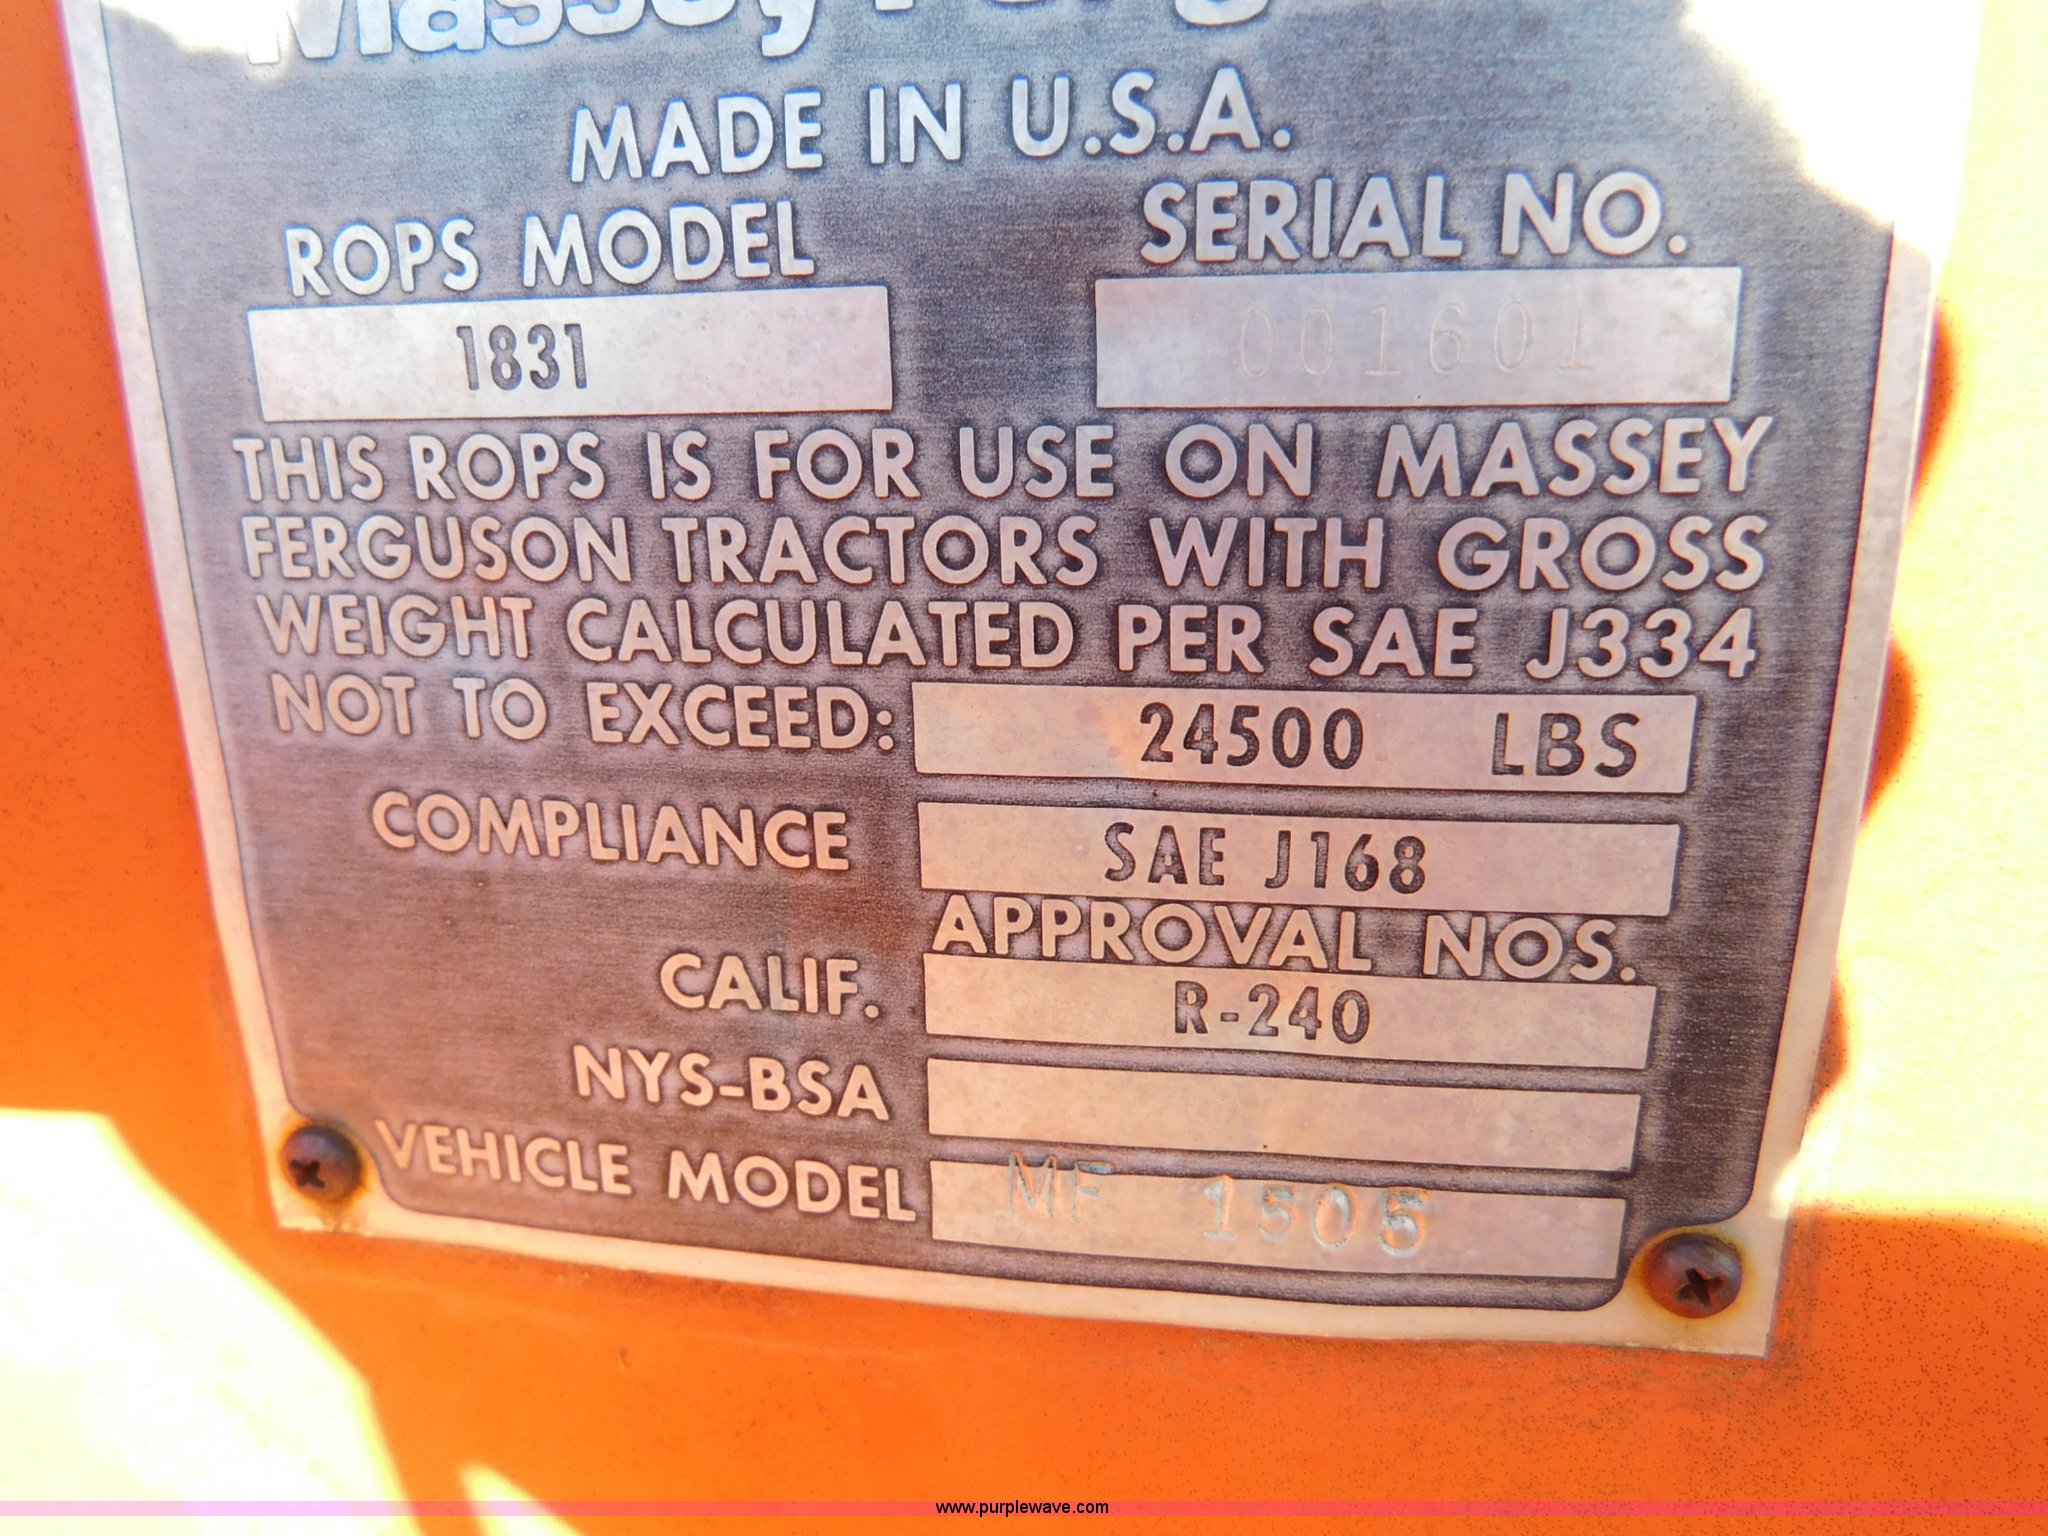 Massey Ferg
MADE IN U.S.A.
ROPS MODEL SERIAL NO.
1831 001601
THIS ROPS IS FOR USE ON MASSEY
FERGUSON TRACTORS WITH GROSS
WEIGHT CALCULATED PER SAE J334
NOT TO EXCEED: 24500 LBS
COMPLIANCE SAE J168
APPROVAL NOS.
CALIF. R-240
NYS-BSA
VEHICLE MODEL MF 1505
www.purplewave.com